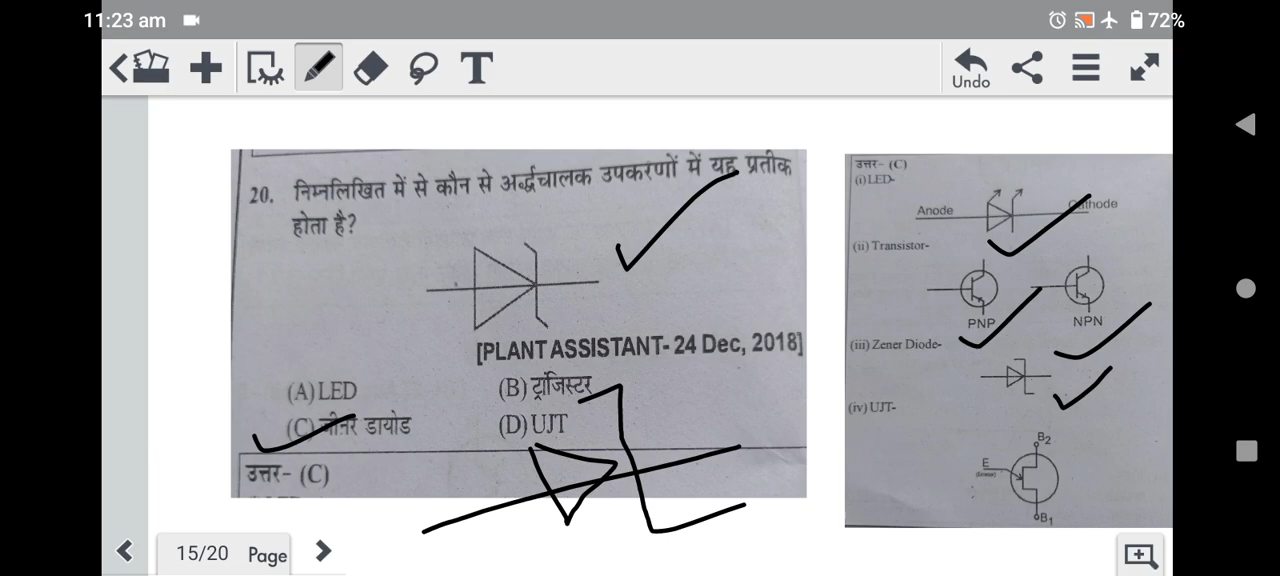 11:23 am
72%
Undo
20. निम्नलिखित में से कौन से अर्द्धचालक उपकरणों में यह प्रतीक
होता है?
[PLANT ASSISTANT- 24 Dec, 2018]
(A) LED
(B) ट्रांजिस्टर
(C) जीनर डायोड
(D) UJT
उत्तर- (C)
उत्तर- (C)
(i) LED-
Anode
Cathode
(ii) Transistor-
PNP
NPN
(iii) Zener Diode-
(iv) UJT-
B2
E
B1
15/20 Page